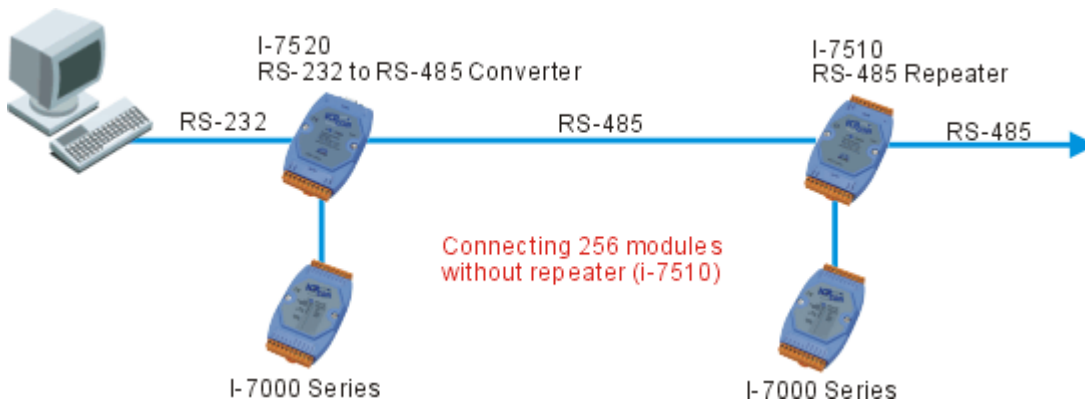 I-7520
RS-232 to RS-485 Converter
I-7510
RS-485 Repeater
RS-232
RS-485
RS-485
Connecting 256 modules
without repeater (i-7510)
I-7000 Series
I-7000 Series